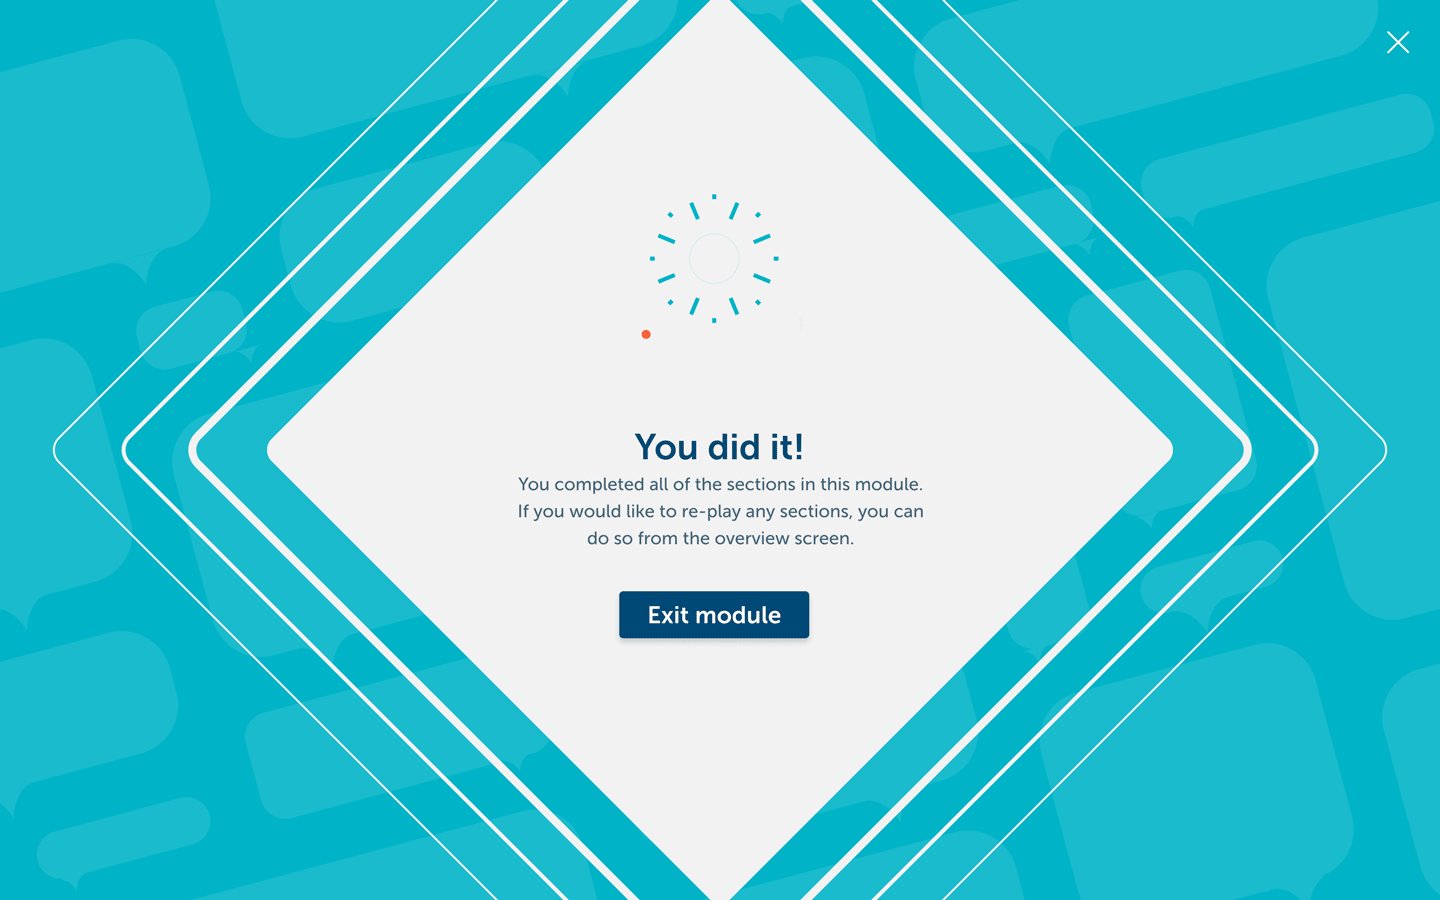 You did it!
You completed all of the sections in this module.
If you would like to re-play any sections, you can
do so from the overview screen.
Exit module